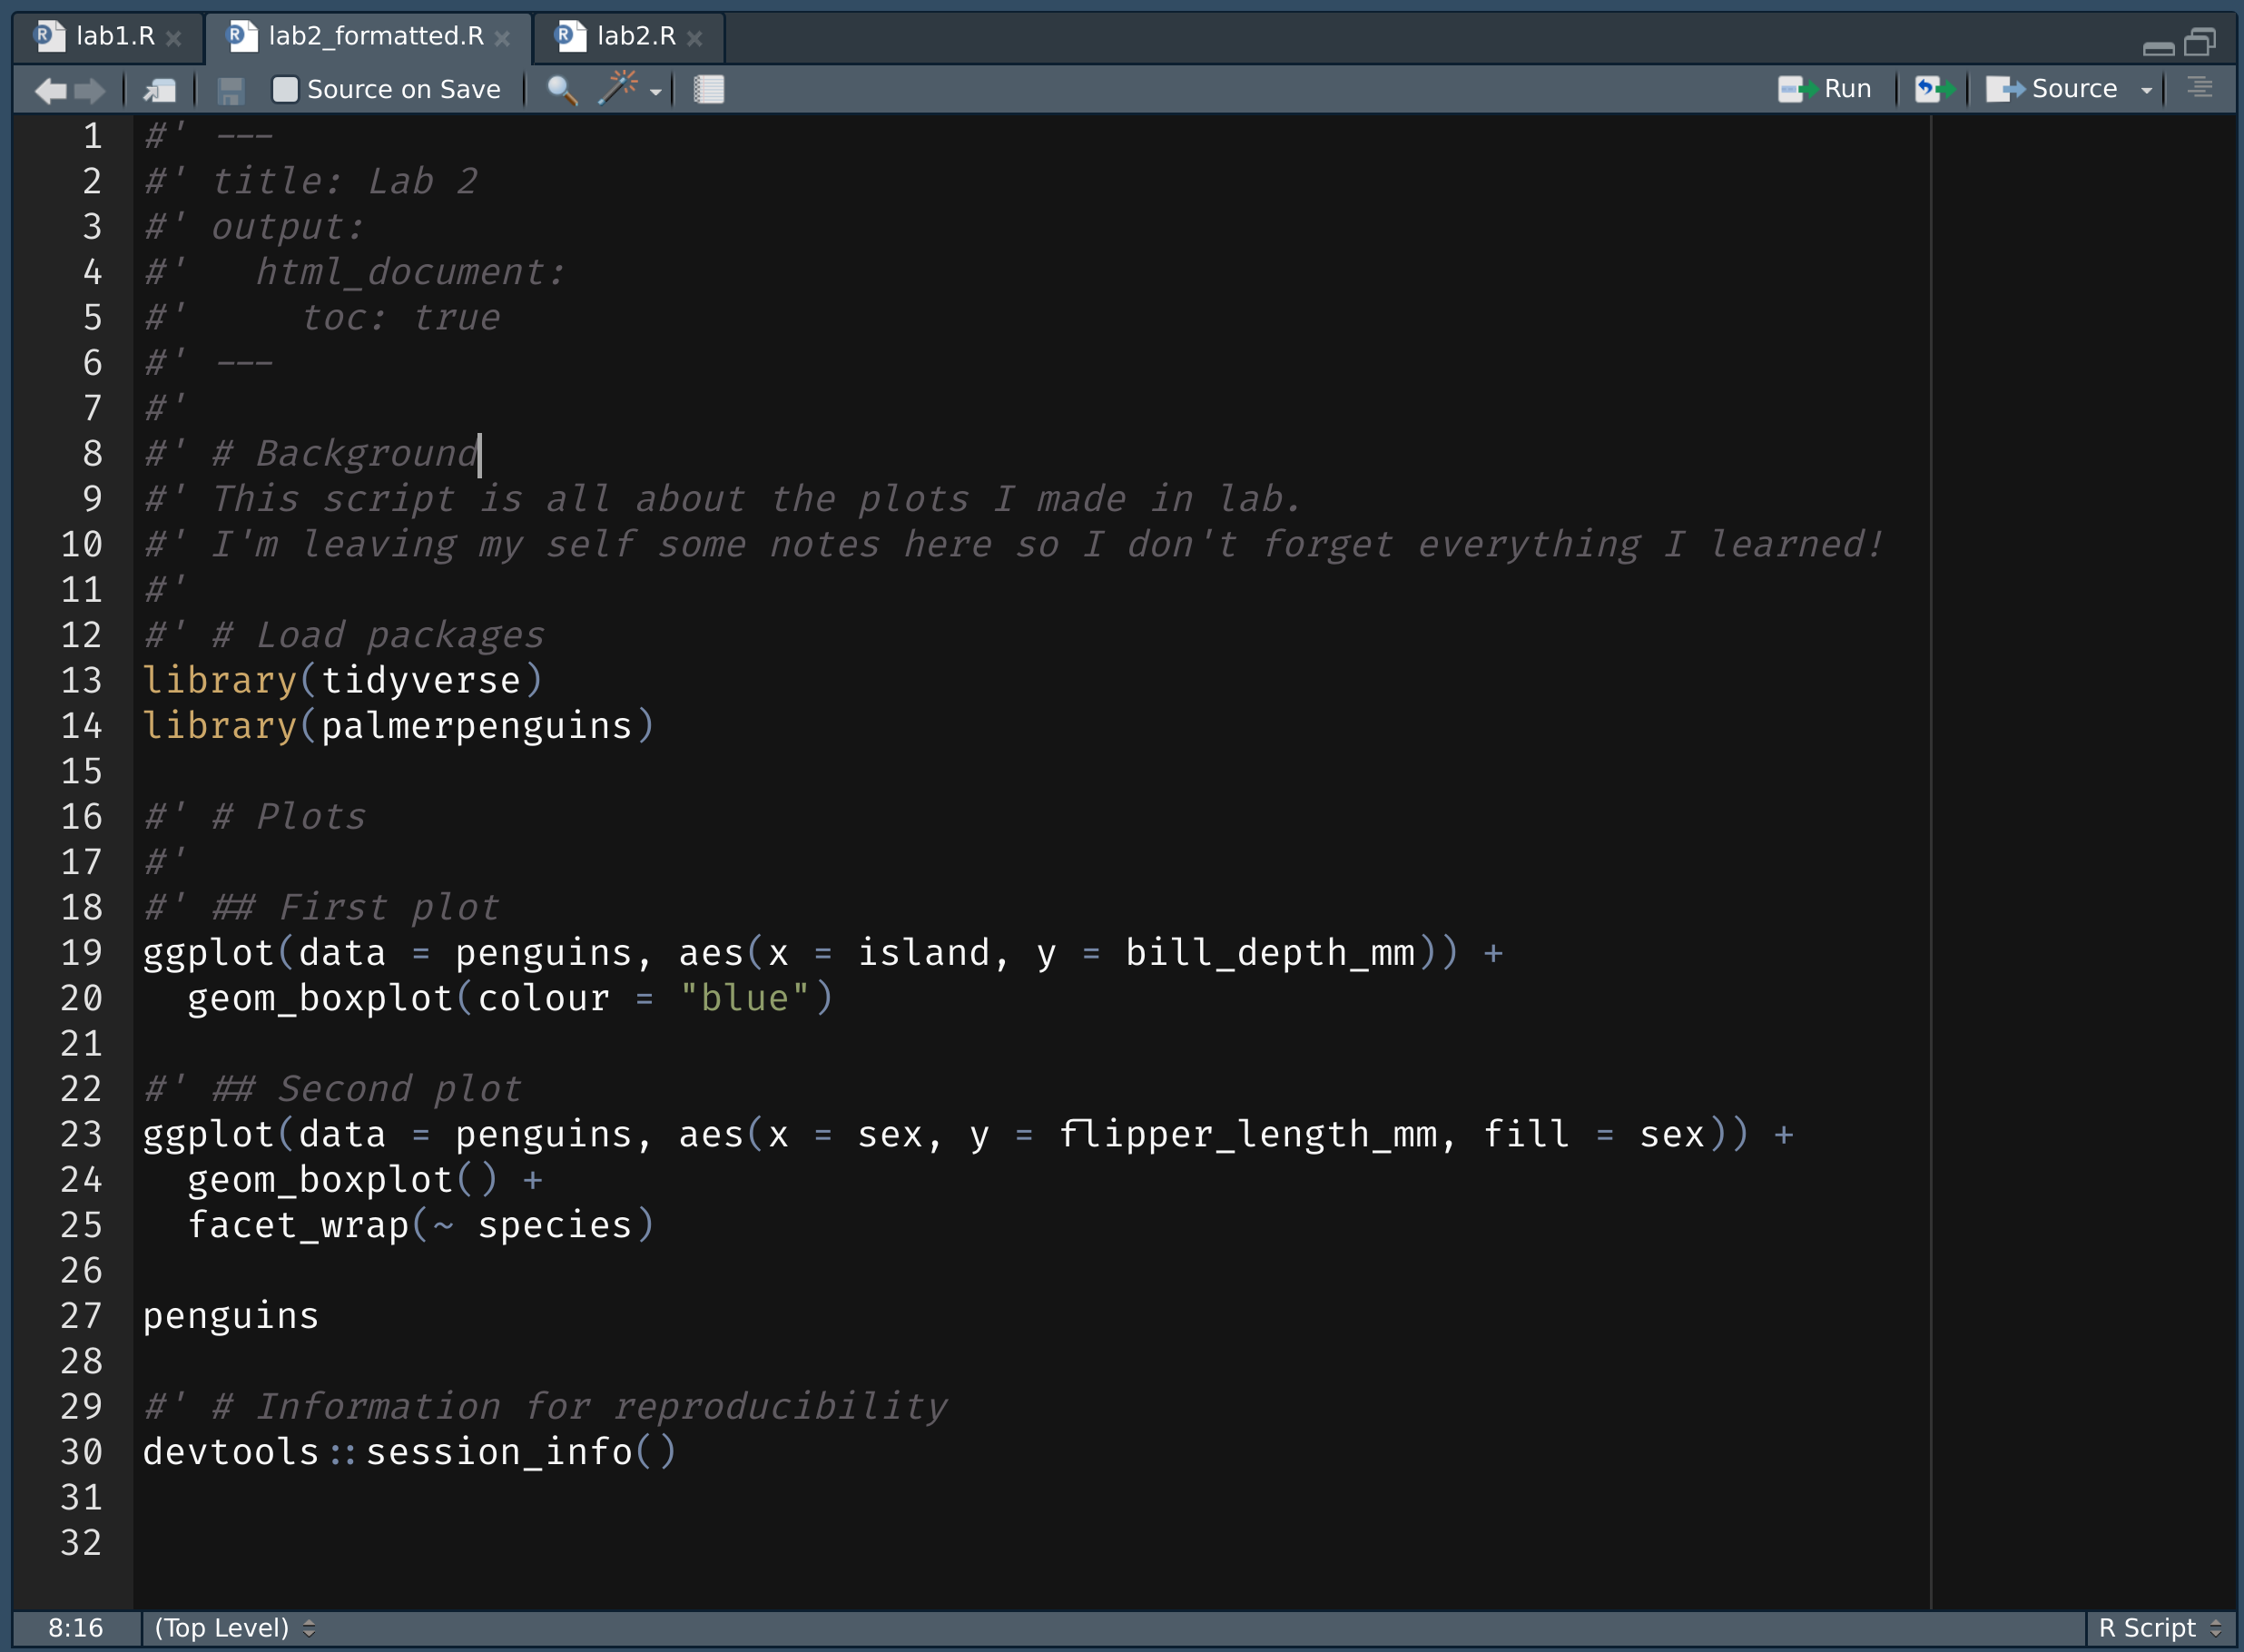 lab1.R
lab2_formatted.R
lab2.R
Source on Save
Run
Source
1 #' ---
2 #' title: Lab 2
3 #' output:
4 #'   html_document:
5 #'     toc: true
6 #' ---
7 #'
8 #' # Background
9 #' This script is all about the plots I made in lab.
10 #' I'm leaving my self some notes here so I don't forget everything I learned!
11 #'
12 #' # Load packages
13 library(tidyverse)
14 library(palmerpenguins)
15
16 #' # Plots
17 #'
18 #' ## First plot
19 ggplot(data = penguins, aes(x = island, y = bill_depth_mm)) +
20   geom_boxplot(colour = "blue")
21
22 #' ## Second plot
23 ggplot(data = penguins, aes(x = sex, y = flipper_length_mm, fill = sex)) +
24   geom_boxplot() +
25   facet_wrap(~ species)
26
27 penguins
28
29 #' # Information for reproducibility
30 devtools::session_info()
31
32
8:16 (Top Level) R Script